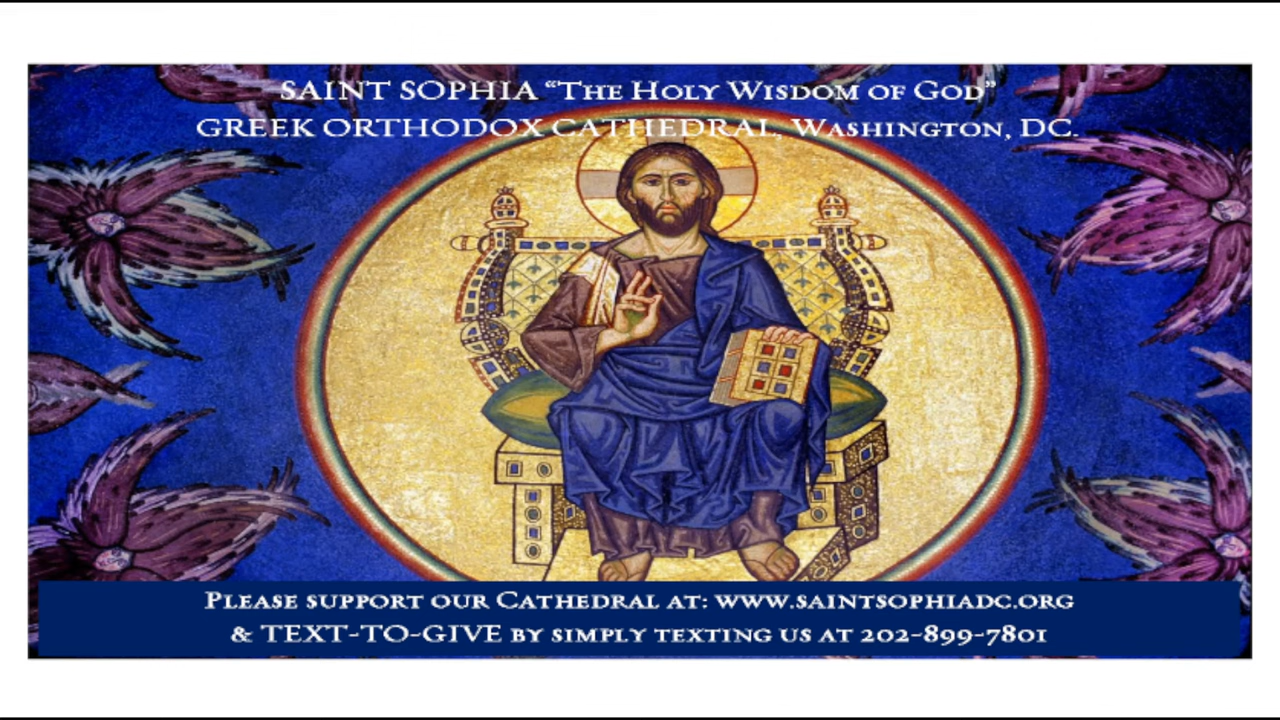 SAINT SOPHIA “THE HOLY WISDOM OF GOD”
GREEK ORTHODOX CATHEDRAL, WASHINGTON, DC.
PLEASE SUPPORT OUR CATHEDRAL AT: WWW.SAINTSOPHIADC.ORG
& TEXT-TO-GIVE BY SIMPLY TEXTING US AT 202-899-7801